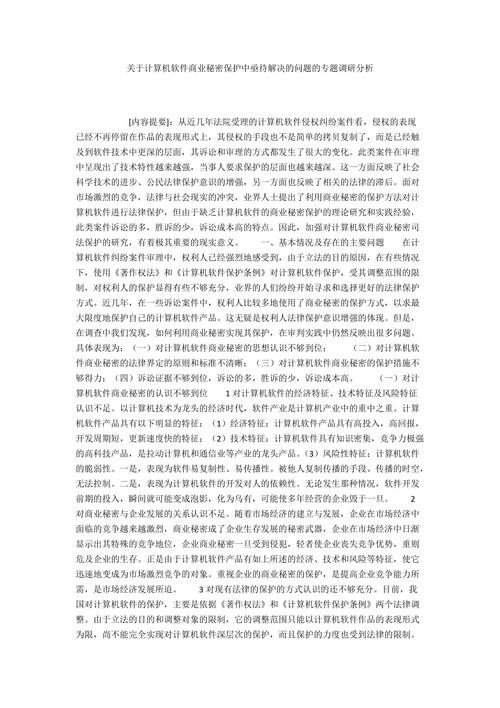 关于计算机软件商业秘密保护中亟待解决的问题的专题调研分析
[内容提要]：从近几年法院受理的计算机软件侵权纠纷案件看，侵权的表现
已经不再停留在作品的表现形式上，其侵权的手段也不是简单的拷贝复制了，而是已经触
及到软件技术中更深的层面，其诉讼和审理的方式都发生了很大的变化。此类案件在审理
中呈现出了技术特性越来越强，当事人要求保护的层面也越来越深。这一方面反映了社会
科学技术的进步、公民法律保护意识的增强，另一方面也反映了相关的法律的滞后。面对
市场激烈的竞争，法律与社会现实的冲突，业界人士提出了利用商业秘密的保护方法对计
算机软件进行法律保护，但由于缺乏计算机软件的商业秘密保护的理论研究和实践经验，
此类案件诉讼的多，胜诉的少，诉讼成本高的特点。因此，加强对计算机软件商业秘密司
法保护的研究，有着极其重要的现实意义。 一、基本情况及存在的主要问题 在计
算机软件纠纷案件审理中，权利人已经强烈地感受到，由于立法的目的原因，在有些情况
下，使用《著作权法》和《计算机软件保护条例》对计算机软件保护，受其调整范围的限
制，对权利人的保护显得有些不够充分，业界的人们纷纷开始寻求和选择更好的法律保护
方式。近几年，在一些诉讼案件中，权利人比较多地使用了商业秘密的保护方式，以求最
大限度地保护自己的计算机软件产品。这无疑是权利人法律意识增强的体现。但是，
在调查中我们发现，如何利用商业秘密实现其保护，在审判实践中仍然反映出很多问题。
具体表现为：（一）对计算机软件商业秘密的思想认识不够到位； （二）对计算机软
件商业秘密的法律界定的原则和标准不清晰；（三）对计算机软件商业秘密的保护措施不
够得力；（四）诉讼证据不够到位，诉讼的多，胜诉的少，诉讼成本高。 （一）对计
算机软件商业秘密的认识不够到位 1 对计算机软件的经济特征、技术特征及风险特征
认识不足。以计算机技术为龙头的经济时代，软件产业是计算机产业中的重中之重。计算
机软件产品具有以下明显的特征：（1）经济特征：计算机软件产品具有高投入，高回报，
开发周期短，更新速度快的特征；（2）技术特征：计算机软件具有知识密集，竞争力极强
的高科技产品，是拉动计算机和通信业等产业的龙头产品。（3）风险性特征：计算机软件
的脆弱性。一是，表现为软件易复制性、易传播性。被他人复制传播的手段、传播的时空，
无法控制。二是，表现为计算机软件的开发对人的依赖性。无论发生那种情况，软件开发
前期的投入，瞬间就可能变成泡影，化为乌有，可能使多年经营的企业毁于一旦。 2
对商业秘密与企业发展的关系认识不足。随着市场经济的建立与发展，企业在市场经济中
面临的竞争越来越激烈，商业秘密成了企业生存发展的秘密武器，企业在市场经济中日渐
显示出其特殊的竞争地位，企业商业秘密一旦受到侵犯，轻者使企业丧失竞争优势，重则
危及企业的生存。正是由于计算机软件产品有如上所述的经济、技术和风险等特征，使它
迅速地变成为市场激烈竞争的对象。重视企业的商业秘密的保护，是提高企业竞争能力所
需，是市场经济发展所迫。 3 对现有法律的保护的方式认识的还不够充分。目前，我
国对计算机软件的保护，主要是依据《著作权法》和《计算机软件保护条例》两个法律调
整。由于立法的目的和调整对象的限制，它的调整范围只能以计算机软件作品的表现形式
为限，尚不能完全实现对计算机软件深层次的保护，而且保护的力度也受到法律的限制。